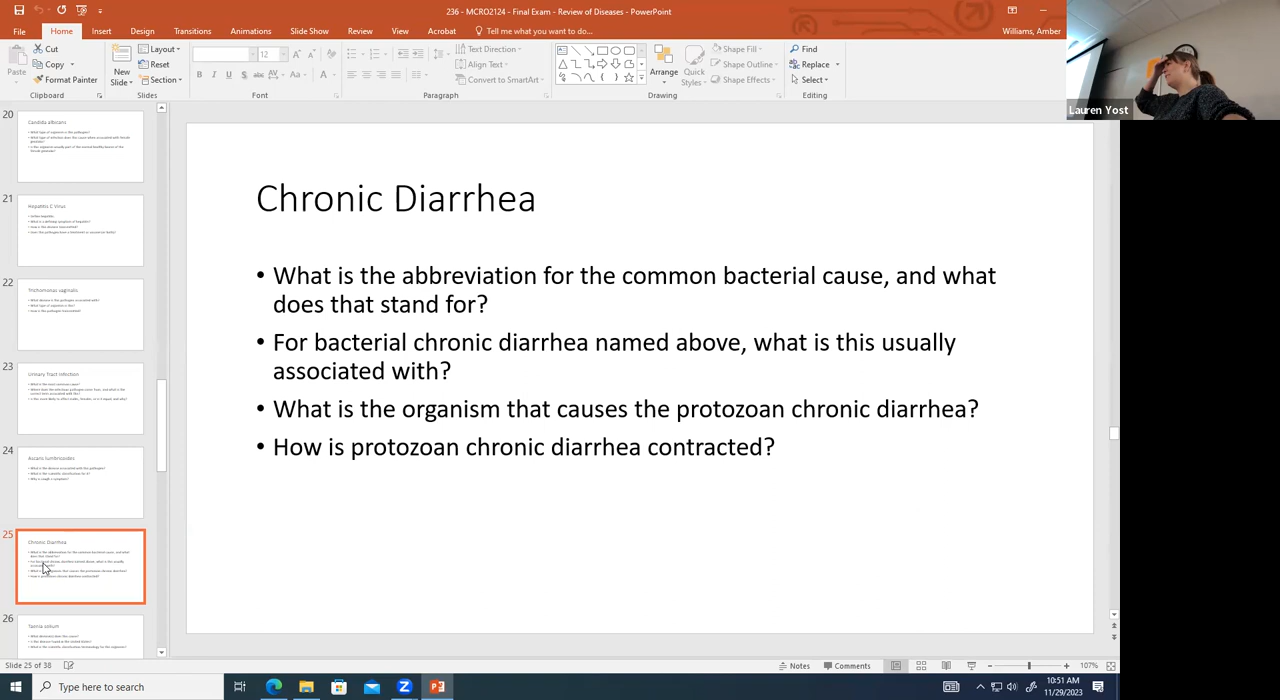 236 - MCRO2124 - Final Exam - Review of Diseases - PowerPoint
File Home Insert Design Transitions Animations Slide Show Review View Acrobat Tell me what you want to do... Williams, Amber
Cut
Copy
Format Painter
Paste
Clipboard
New
Slide
Layout
Reset
Section
Slides
12
B I U S abc AV Aa A
Font
Text Direction
Align Text
Convert to SmartArt
Paragraph
Arrange
Quick
Styles
Shape Fill
Shape Outline
Shape Effects
Drawing
Find
Replace
Select
Editing
Lauren Yost
20
Candida albicans
21
Hepatitis C Virus
22
Trichomonas vaginalis
23
Urinary Tract Infection
24
Ascaris lumbricoides
25
Chronic Diarrhea
26
Taenia solium
Chronic Diarrhea
• What is the abbreviation for the common bacterial cause, and what
does that stand for?
• For bacterial chronic diarrhea named above, what is this usually
associated with?
• What is the organism that causes the protozoan chronic diarrhea?
• How is protozoan chronic diarrhea contracted?
Slide 25 of 38
Notes Comments 107%
Type here to search
10:51 AM
11/29/2023